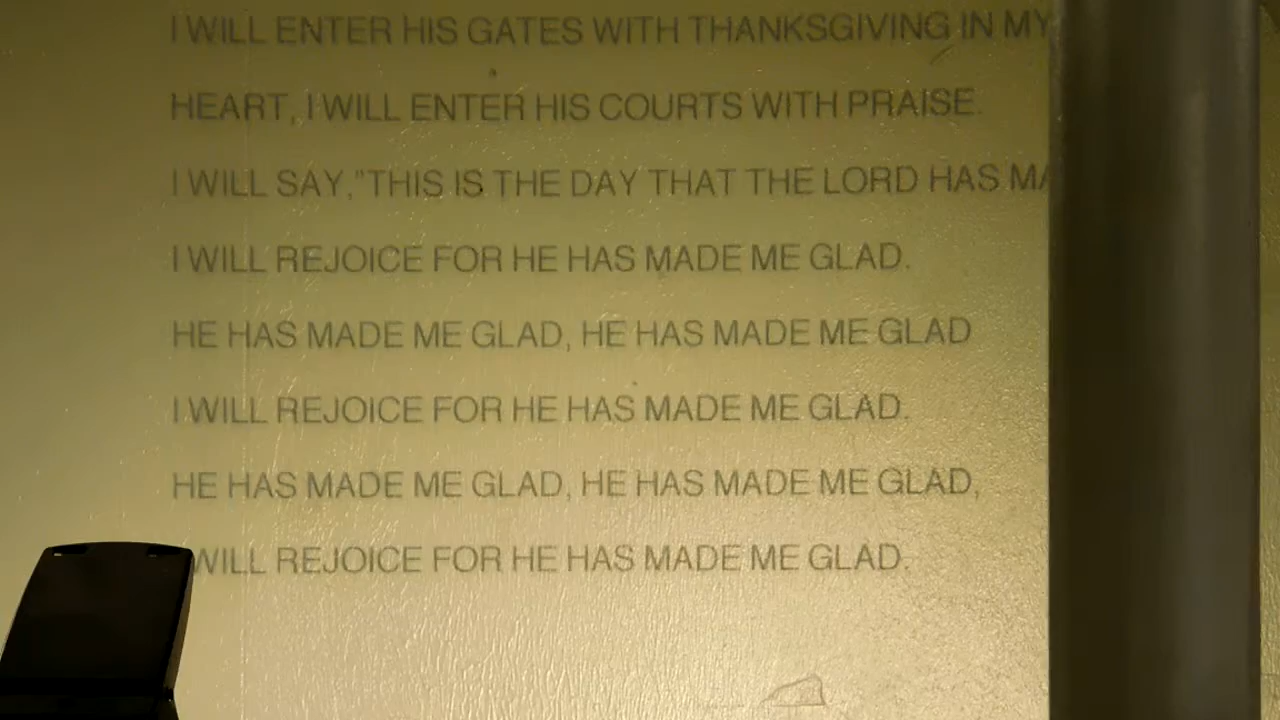 I WILL ENTER HIS GATES WITH THANKSGIVING IN MY
HEART, I WILL ENTER HIS COURTS WITH PRAISE.
I WILL SAY,"THIS IS THE DAY THAT THE LORD HAS MA
I WILL REJOICE FOR HE HAS MADE ME GLAD.
HE HAS MADE ME GLAD, HE HAS MADE ME GLAD
I WILL REJOICE FOR HE HAS MADE ME GLAD.
HE HAS MADE ME GLAD, HE HAS MADE ME GLAD,
WILL REJOICE FOR HE HAS MADE ME GLAD.